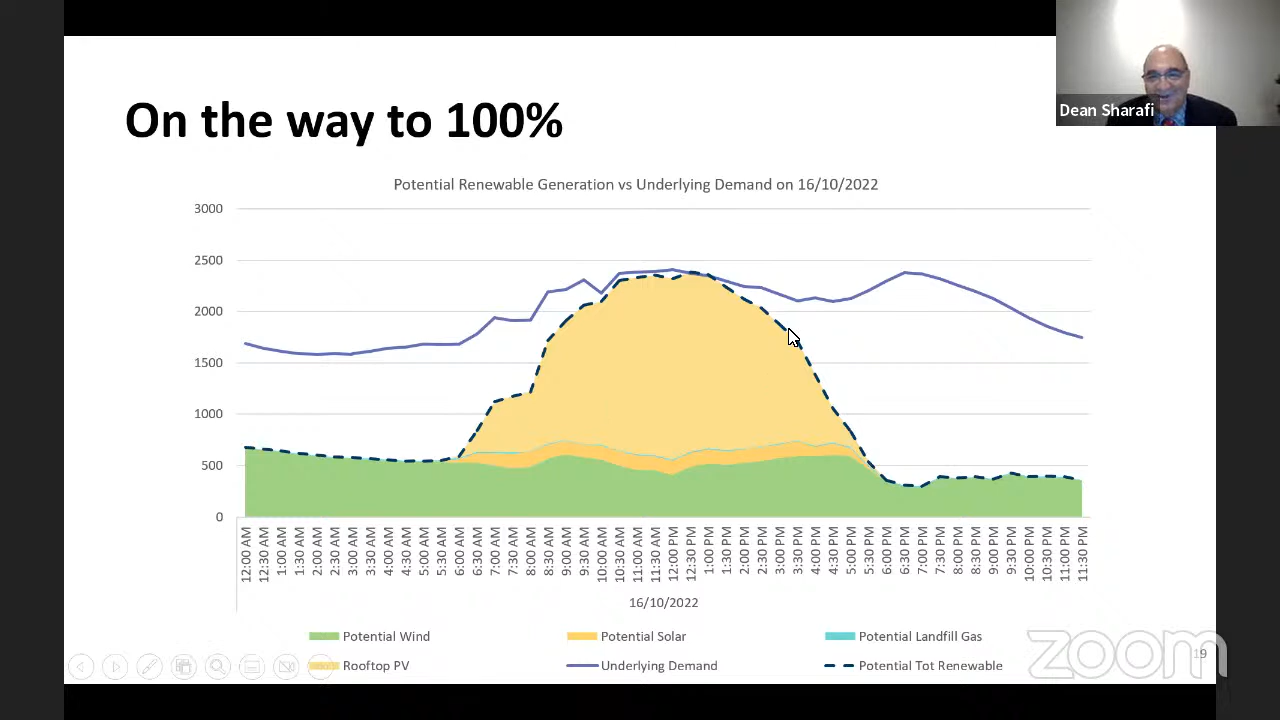 Dean Sharafi
On the way to 100%
Potential Renewable Generation vs Underlying Demand on 16/10/2022
3000
2500
2000
1500
1000
500
0
12:00 AM
12:30 AM
1:00 AM
1:30 AM
2:00 AM
2:30 AM
3:00 AM
3:30 AM
4:00 AM
4:30 AM
5:00 AM
5:30 AM
6:00 AM
6:30 AM
7:00 AM
7:30 AM
8:00 AM
8:30 AM
9:00 AM
9:30 AM
10:00 AM
10:30 AM
11:00 AM
11:30 AM
12:00 PM
12:30 PM
1:00 PM
1:30 PM
2:00 PM
2:30 PM
3:00 PM
3:30 PM
4:00 PM
4:30 PM
5:00 PM
5:30 PM
6:00 PM
6:30 PM
7:00 PM
7:30 PM
8:00 PM
8:30 PM
9:00 PM
9:30 PM
10:00 PM
10:30 PM
11:00 PM
11:30 PM
16/10/2022
Potential Wind
Potential Solar
Potential Landfill Gas
Rooftop PV
Underlying Demand
Potential Tot Renewable
zoom
19